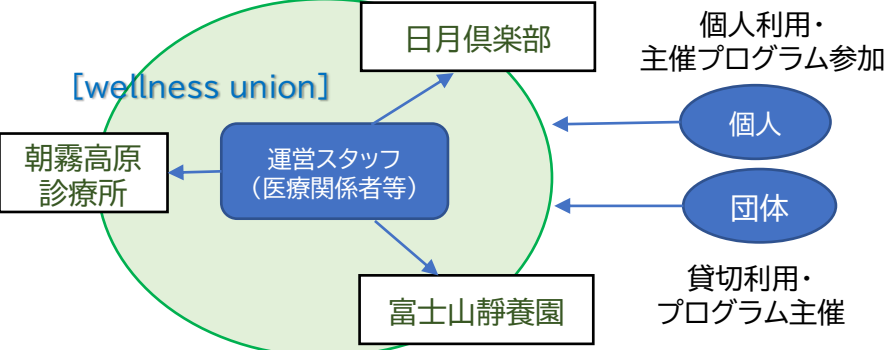 日月倶楽部
個人利用・
主催プログラム参加
[wellness union]
個人
朝霧高原
診療所
運営スタッフ
（医療関係者等）
団体
富士山靜養園
貸切利用・
プログラム主催